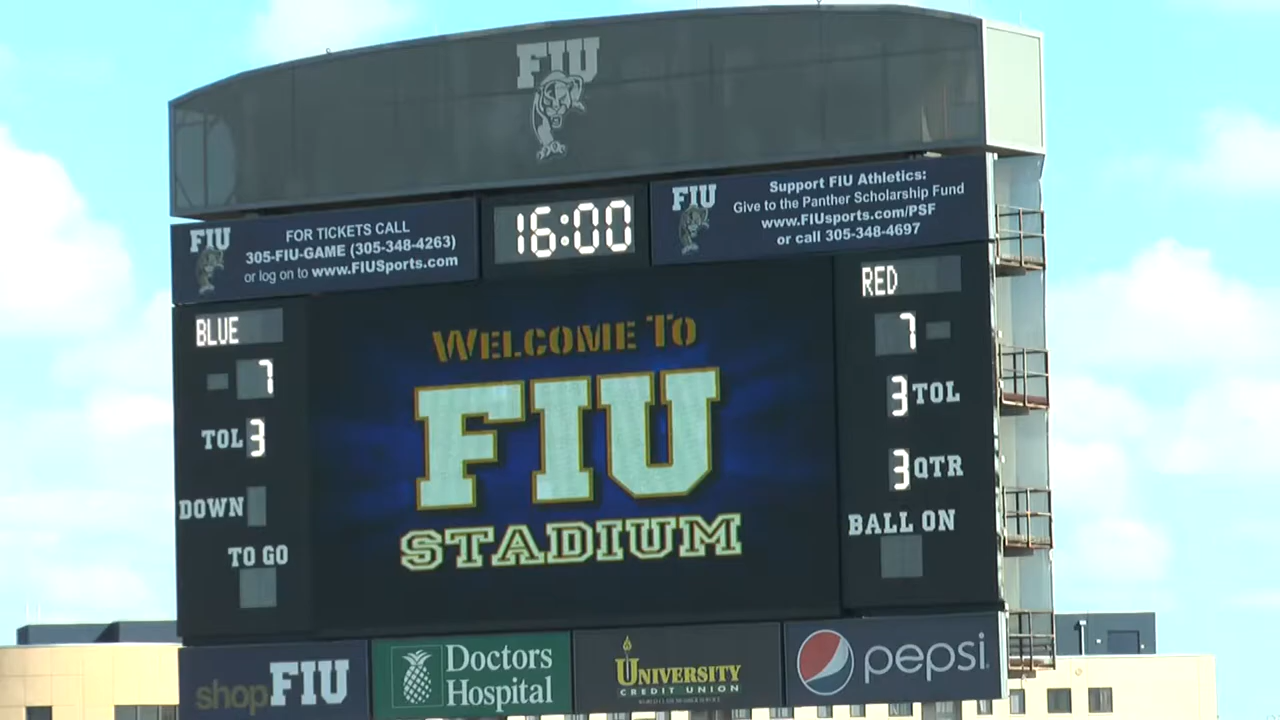 FIU
FIU
FOR TICKETS CALL
305-FIU-GAME (305-348-4263)
or log on to www.FIUSports.com
16:00
FIU
Support FIU Athletics:
Give to the Panther Scholarship Fund
www.FIUsports.com/PSF
or call 305-348-4697
BLUE
7
TOL 3
DOWN
TO GO
WELCOME TO
FIU
STADIUM
RED
7
3 TOL
3 QTR
BALL ON
shopFIU
Doctors
Hospital
UNIVERSITY
CREDIT UNION
pepsi